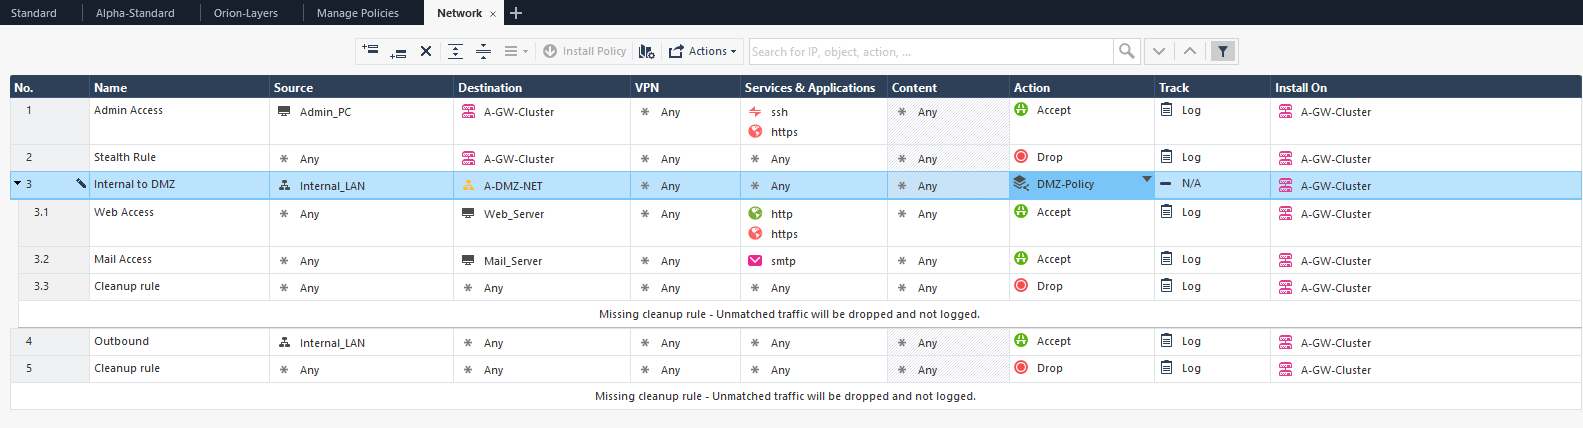 Standard Alpha-Standard Orion-Layers Manage Policies Network × +
Install Policy Actions Search for IP, object, action, ...
No. Name Source Destination VPN Services & Applications Content Action Track Install On
1 Admin Access Admin_PC A-GW-Cluster * Any ssh * Any Accept Log A-GW-Cluster
https
2 Stealth Rule * Any A-GW-Cluster * Any * Any * Any Drop Log A-GW-Cluster
3 Internal to DMZ Internal_LAN A-DMZ-NET * Any * Any * Any DMZ-Policy N/A A-GW-Cluster
3.1 Web Access * Any Web_Server * Any http * Any Accept Log A-GW-Cluster
https
3.2 Mail Access * Any Mail_Server * Any smtp * Any Accept Log A-GW-Cluster
3.3 Cleanup rule * Any * Any * Any * Any * Any Drop Log A-GW-Cluster
Missing cleanup rule - Unmatched traffic will be dropped and not logged.
4 Outbound Internal_LAN * Any * Any * Any * Any Accept Log A-GW-Cluster
5 Cleanup rule * Any * Any * Any * Any * Any Drop Log A-GW-Cluster
Missing cleanup rule - Unmatched traffic will be dropped and not logged.